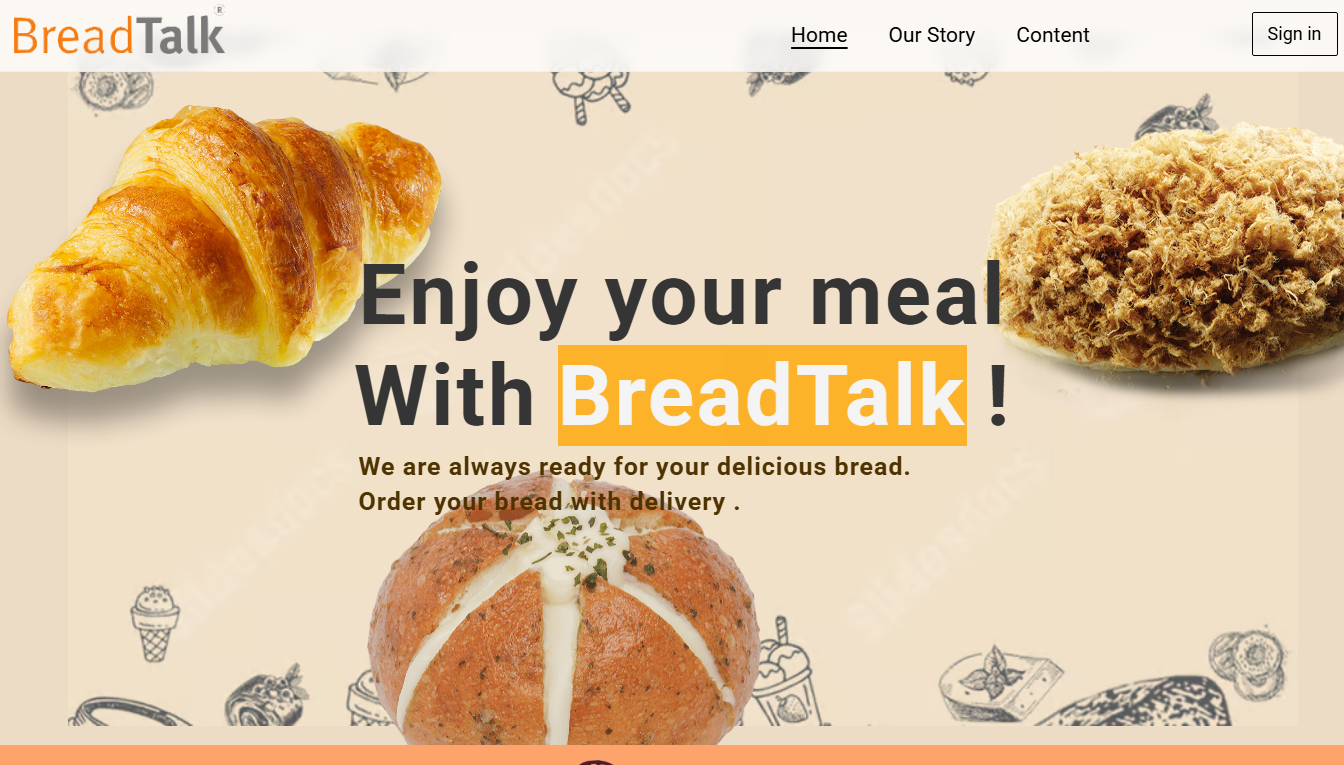 BreadTalk®
Home
Our Story
Content
Sign in
Enjoy your meal
With BreadTalk !
We are always ready for your delicious bread.
Order your bread with delivery .